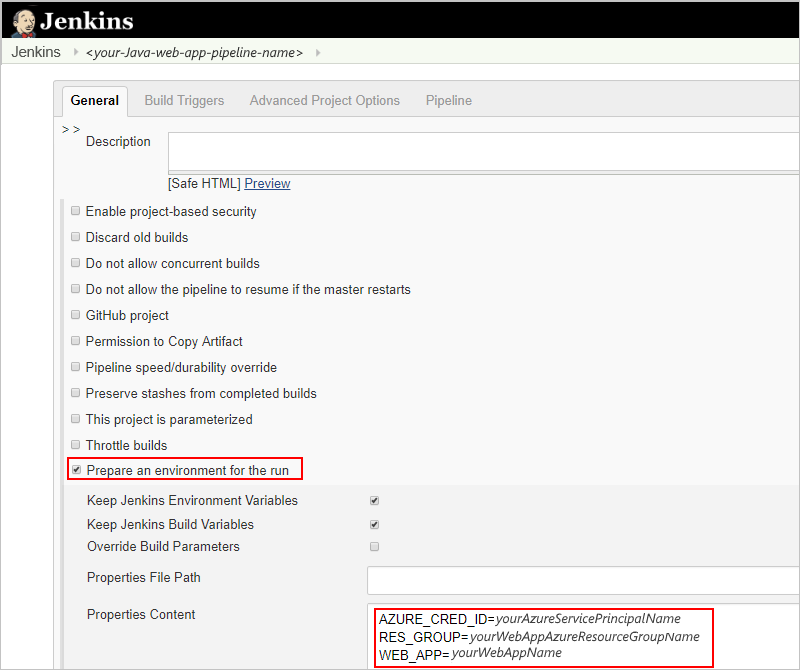 Jenkins
Jenkins <your-Java-web-app-pipeline-name>
General Build Triggers Advanced Project Options Pipeline
> >
Description
[Safe HTML] Preview
Enable project-based security
Discard old builds
Do not allow concurrent builds
Do not allow the pipeline to resume if the master restarts
GitHub project
Permission to Copy Artifact
Pipeline speed/durability override
Preserve stashes from completed builds
This project is parameterized
Throttle builds
Prepare an environment for the run
Keep Jenkins Environment Variables
Keep Jenkins Build Variables
Override Build Parameters
Properties File Path
Properties Content
AZURE_CRED_ID=yourAzureServicePrincipalName
RES_GROUP=yourWebAppAzureResourceGroupName
WEB_APP=yourWebAppName